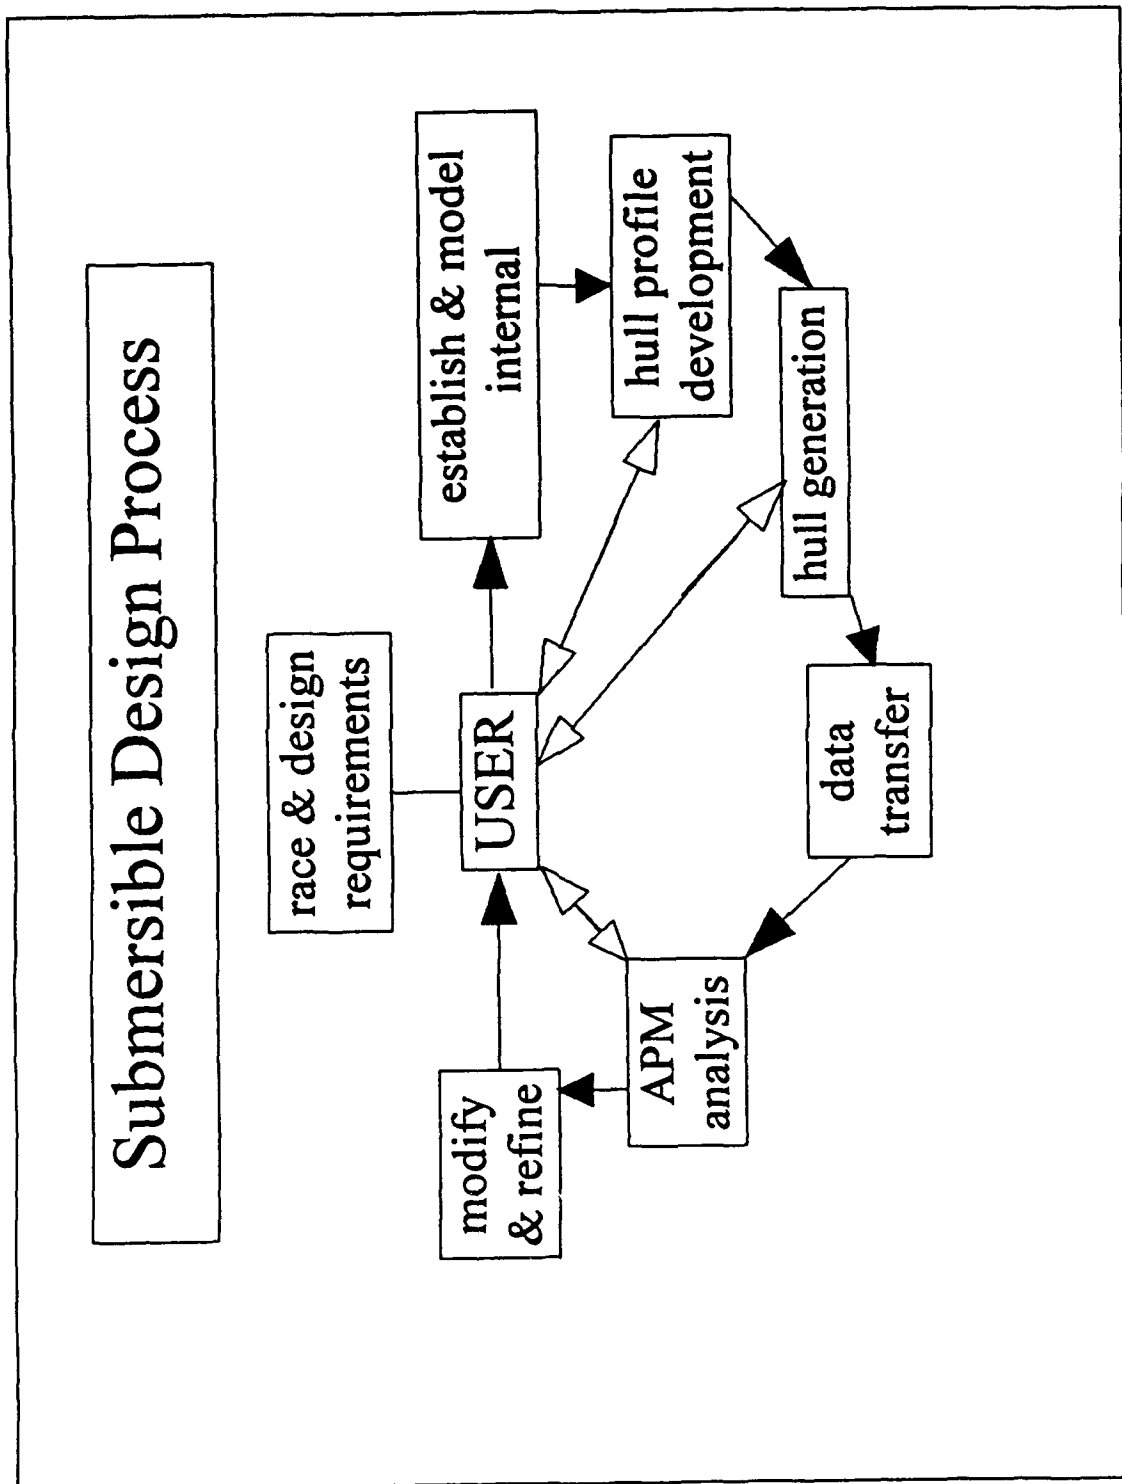 Submersible Design Process
race & design
requirements
USER
establish & model
internal
hull profile
development
hull generation
data
transfer
APM
analysis
modify
& refine